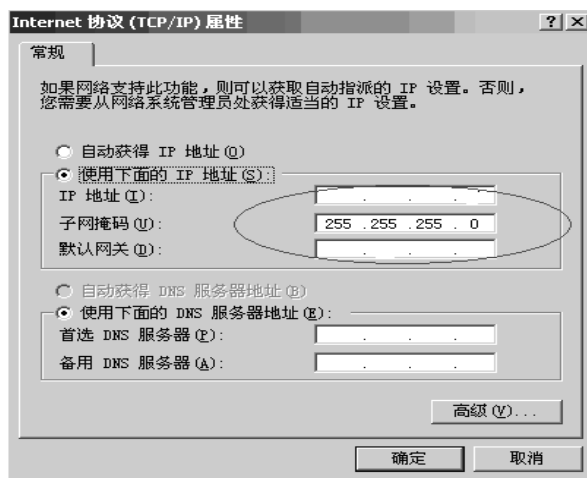 Internet 协议 (TCP/IP) 属性
常规
如果网络支持此功能，则可以获取自动指派的 IP 设置。否则，
您需要从网络系统管理员处获得适当的 IP 设置。
自动获得 IP 地址(O)
使用下面的 IP 地址(S):
IP 地址(I):
子网掩码(U): 255 .255 .255 . 0
默认网关(D):
自动获得 DNS 服务器地址(B)
使用下面的 DNS 服务器地址(E):
首选 DNS 服务器(P):
备用 DNS 服务器(A):
高级(V)...
确定 取消